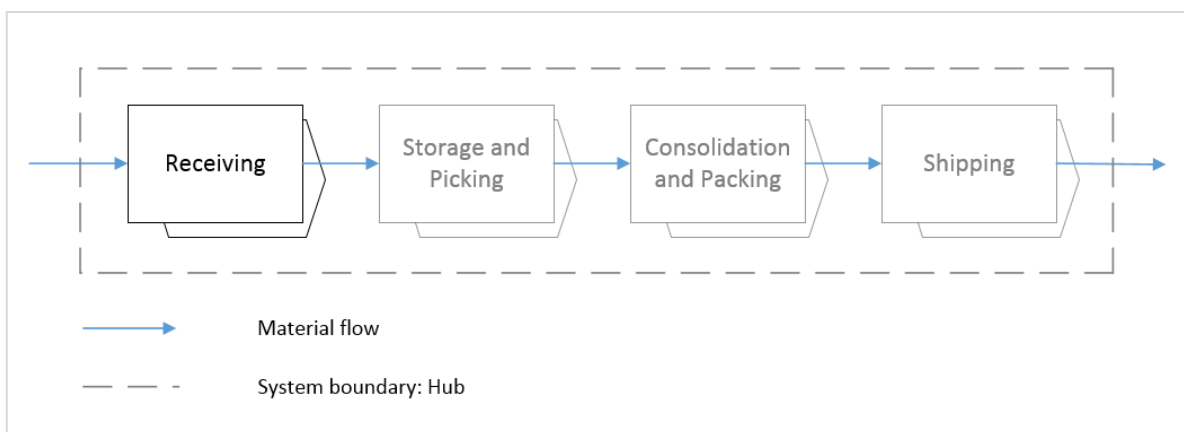 Receiving
Storage and
Picking
Consolidation
and Packing
Shipping
Material flow
System boundary: Hub